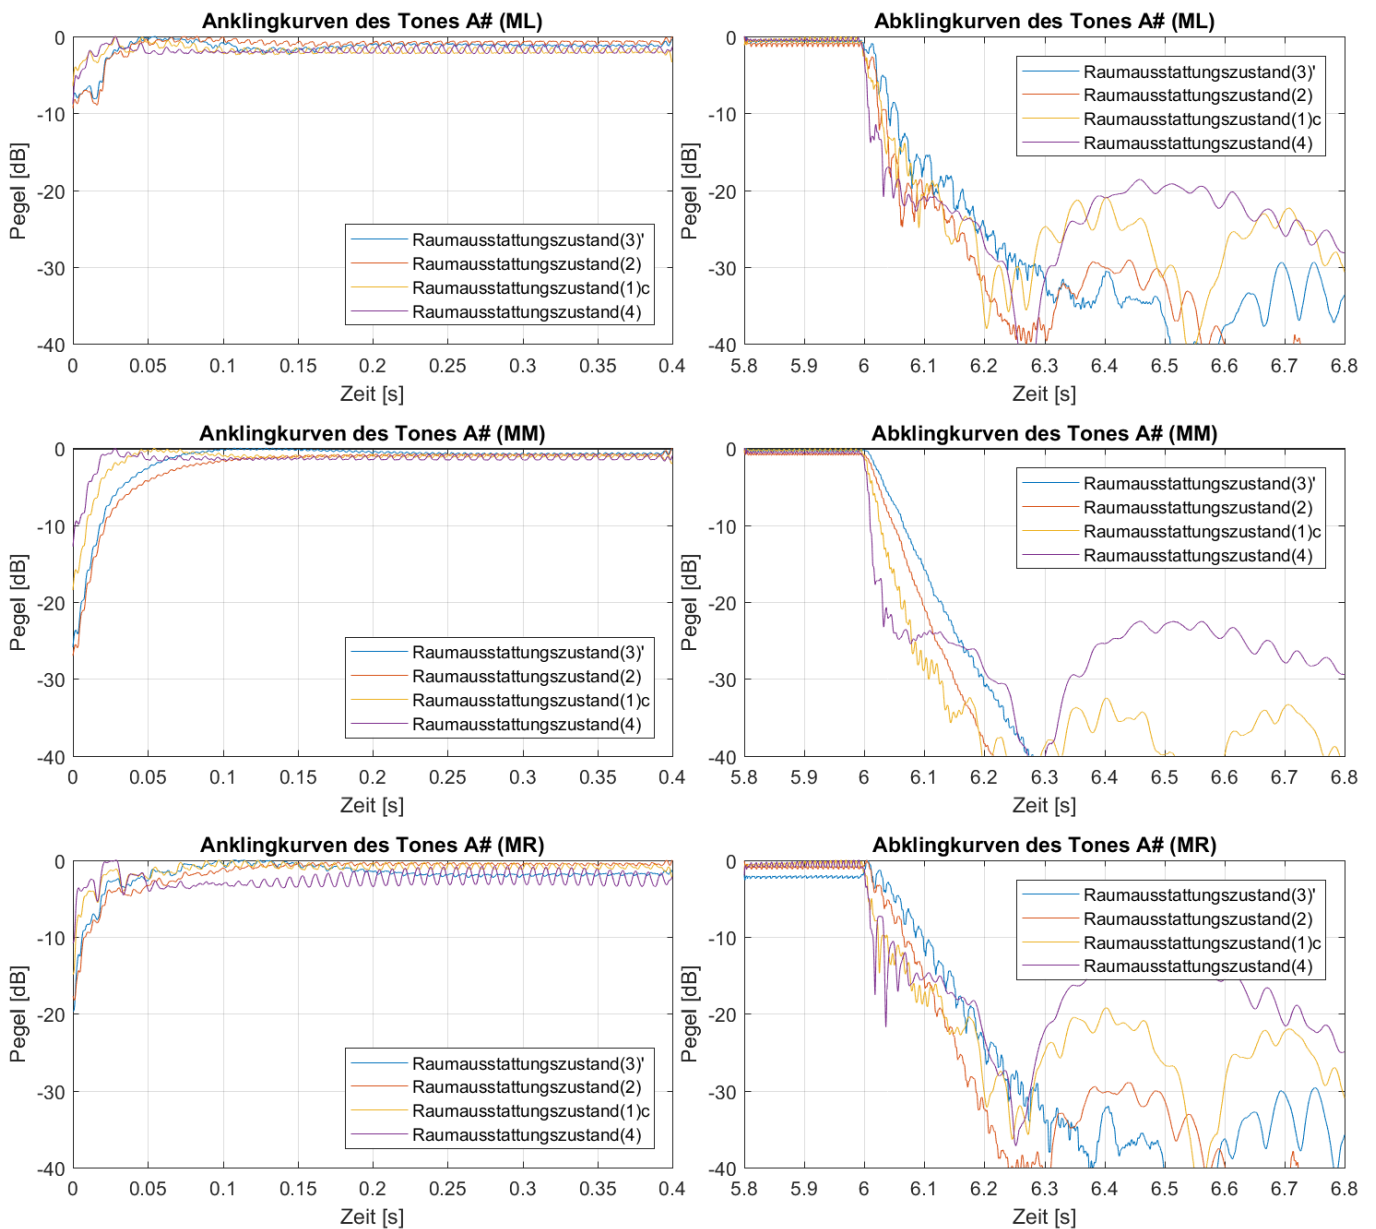 Anklingkurven des Tones A# (ML)
Pegel [dB]
0
-10
-20
-30
-40
Raumausstattungszustand(3)'
Raumausstattungszustand(2)
Raumausstattungszustand(1)c
Raumausstattungszustand(4)
0 0.05 0.1 0.15 0.2 0.25 0.3 0.35 0.4
Zeit [s]
Abklingkurven des Tones A# (ML)
Pegel [dB]
0
-10
-20
-30
-40
Raumausstattungszustand(3)'
Raumausstattungszustand(2)
Raumausstattungszustand(1)c
Raumausstattungszustand(4)
5.8 5.9 6 6.1 6.2 6.3 6.4 6.5 6.6 6.7 6.8
Zeit [s]
Anklingkurven des Tones A# (MM)
Pegel [dB]
0
-10
-20
-30
-40
Raumausstattungszustand(3)'
Raumausstattungszustand(2)
Raumausstattungszustand(1)c
Raumausstattungszustand(4)
0 0.05 0.1 0.15 0.2 0.25 0.3 0.35 0.4
Zeit [s]
Abklingkurven des Tones A# (MM)
Pegel [dB]
0
-10
-20
-30
-40
Raumausstattungszustand(3)'
Raumausstattungszustand(2)
Raumausstattungszustand(1)c
Raumausstattungszustand(4)
5.8 5.9 6 6.1 6.2 6.3 6.4 6.5 6.6 6.7 6.8
Zeit [s]
Anklingkurven des Tones A# (MR)
Pegel [dB]
0
-10
-20
-30
-40
Raumausstattungszustand(3)'
Raumausstattungszustand(2)
Raumausstattungszustand(1)c
Raumausstattungszustand(4)
0 0.05 0.1 0.15 0.2 0.25 0.3 0.35 0.4
Zeit [s]
Abklingkurven des Tones A# (MR)
Pegel [dB]
0
-10
-20
-30
-40
Raumausstattungszustand(3)'
Raumausstattungszustand(2)
Raumausstattungszustand(1)c
Raumausstattungszustand(4)
5.8 5.9 6 6.1 6.2 6.3 6.4 6.5 6.6 6.7 6.8
Zeit [s]